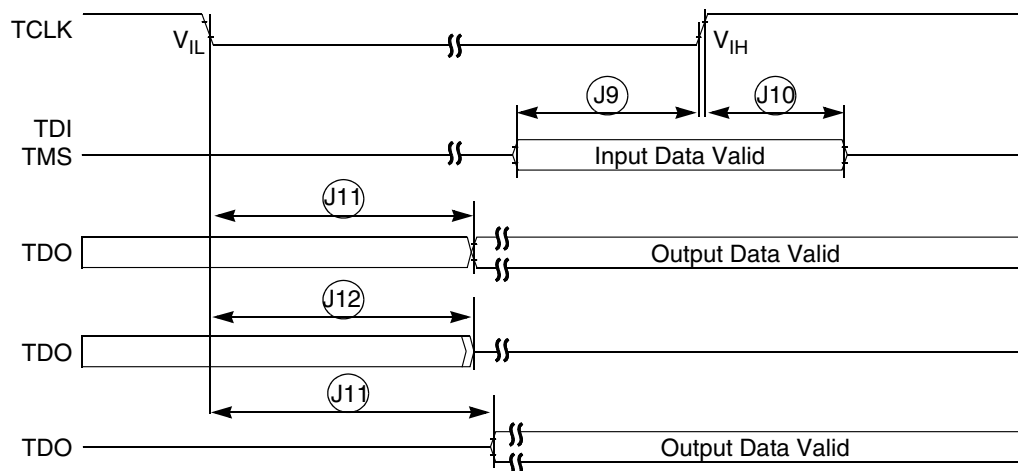 TCLK
VIL
VIH
J9
J10
TDI
TMS
Input Data Valid
J11
TDO
Output Data Valid
J12
TDO
J11
TDO
Output Data Valid